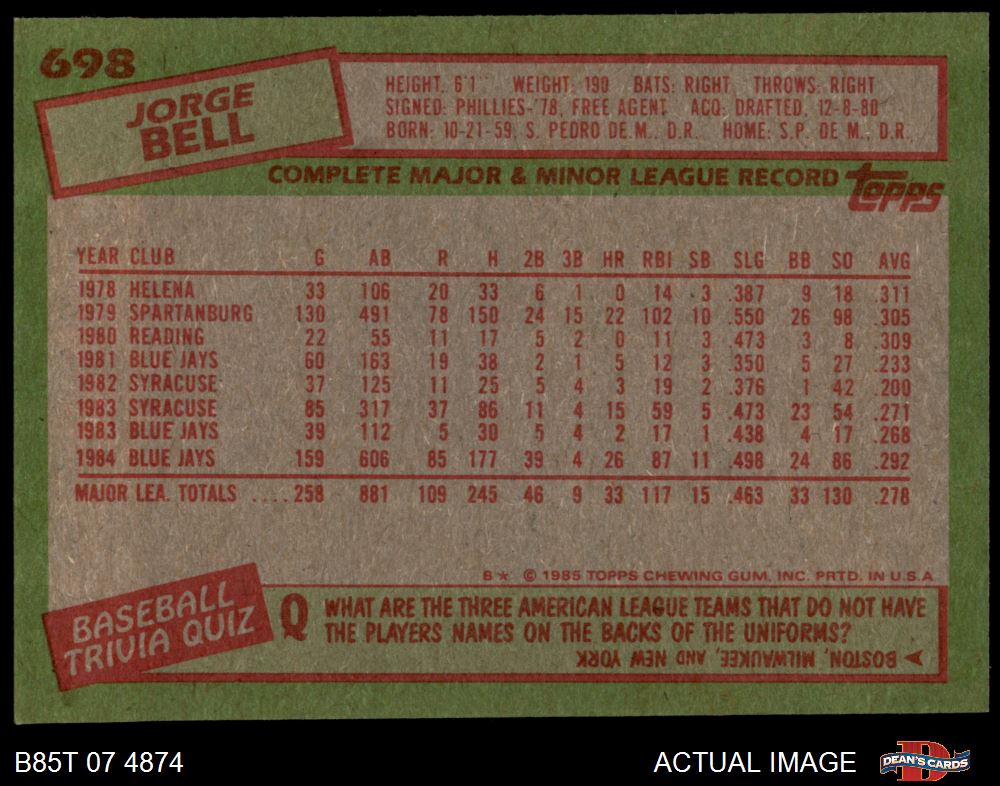 698
JORGE
BELL
HEIGHT: 6'1" WEIGHT: 190 BATS: RIGHT THROWS: RIGHT
SIGNED: PHILLIES-'78, FREE AGENT ACQ: DRAFTED, 12-8-80
BORN: 10-21-59, S. PEDRO DE M., D.R. HOME: S.P. DE M., D.R.
COMPLETE MAJOR & MINOR LEAGUE RECORD topps
YEAR CLUB G AB R H 2B 3B HR RBI SB SLG BB SO AVG
1978 HELENA 33 106 20 33 6 1 0 14 3 .387 9 18 .311
1979 SPARTANBURG 130 491 78 150 24 15 22 102 10 .550 26 98 .305
1980 READING 22 55 11 17 5 2 0 11 3 .473 3 8 .309
1981 BLUE JAYS 60 163 19 38 2 1 5 12 3 .350 5 27 .233
1982 SYRACUSE 37 125 11 25 5 4 3 19 2 .376 1 42 .200
1983 SYRACUSE 85 317 37 86 11 4 15 59 5 .473 23 54 .271
1983 BLUE JAYS 39 112 5 30 5 4 2 17 1 .438 4 17 .268
1984 BLUE JAYS 159 606 85 177 39 4 26 87 11 .498 24 86 .292
MAJOR LEA. TOTALS ....258 881 109 245 46 9 33 117 15 .463 33 130 .278
B★ © 1985 TOPPS CHEWING GUM, INC. PRTD. IN U.S.A.
BASEBALL
TRIVIA QUIZ
Q WHAT ARE THE THREE AMERICAN LEAGUE TEAMS THAT DO NOT HAVE
THE PLAYERS NAMES ON THE BACKS OF THE UNIFORMS?
BOSTON, MILWAUKEE, AND NEW YORK
B85T 07 4874
ACTUAL IMAGE
DEAN'S CARDS